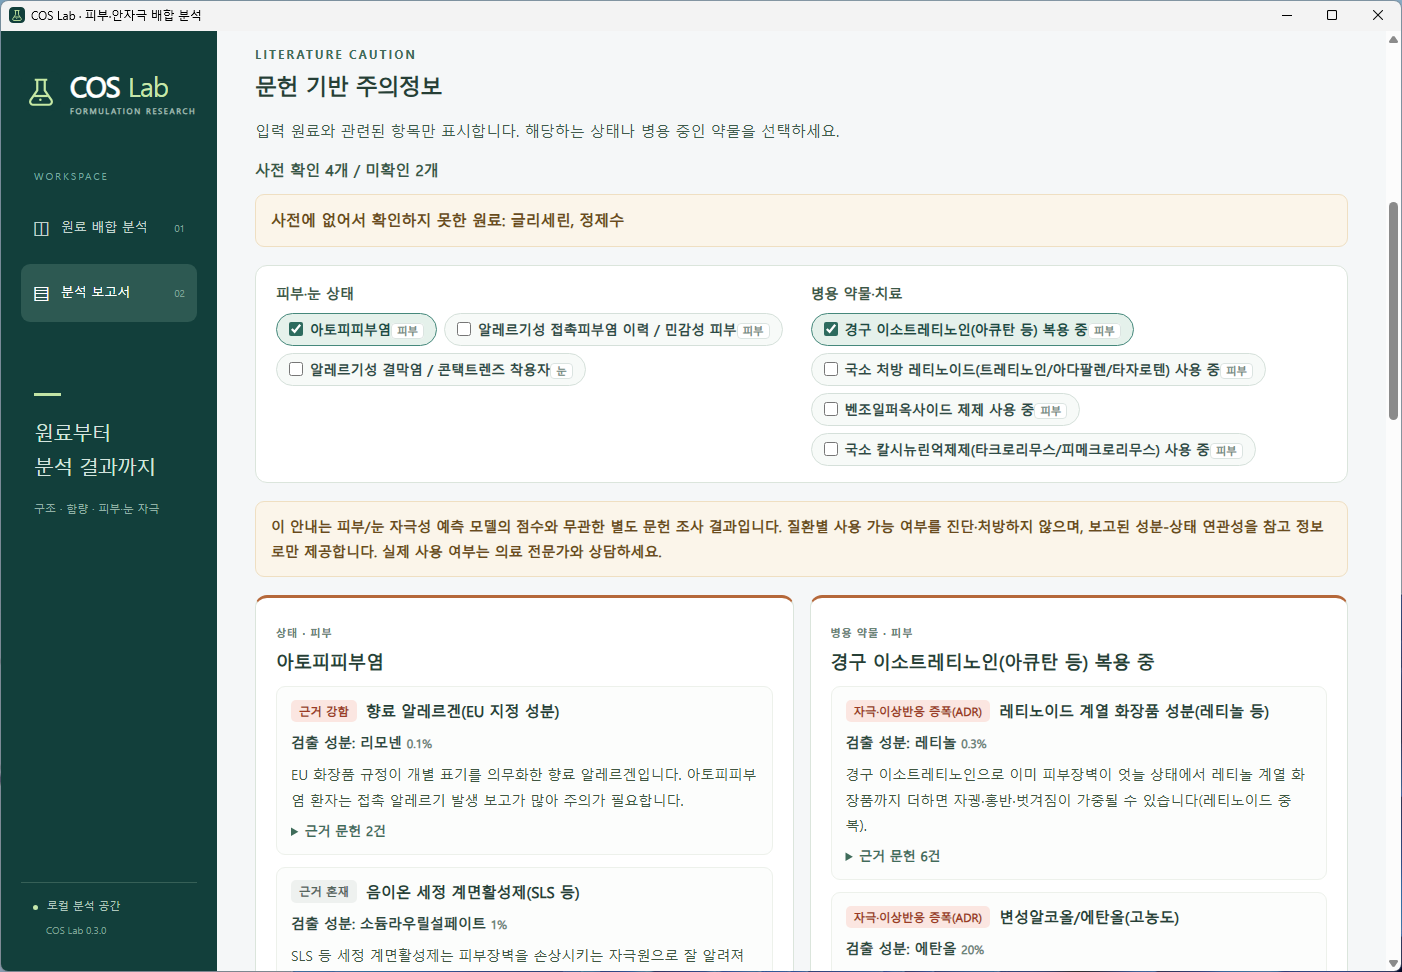 COS Lab · 피부·안자극 배합 분석
COS Lab
FORMULATION RESEARCH
WORKSPACE
원료 배합 분석 01
분석 보고서 02
원료부터
분석 결과까지
구조 · 함량 · 피부·눈 자극
로컬 분석 공간
COS Lab 0.3.0
LITERATURE CAUTION
문헌 기반 주의정보
입력 원료와 관련된 항목만 표시합니다. 해당하는 상태나 병용 중인 약물을 선택하세요.
사전 확인 4개 / 미확인 2개
사전에 없어서 확인하지 못한 원료: 글리세린, 정제수
피부·눈 상태
아토피피부염 피부
알레르기성 접촉피부염 이력 / 민감성 피부 피부
알레르기성 결막염 / 콘택트렌즈 착용자 눈
병용 약물·치료
경구 이소트레티노인(아큐탄 등) 복용 중 피부
국소 처방 레티노이드(트레티노인/아다팔렌/타자로텐) 사용 중 피부
벤조일퍼옥사이드 제제 사용 중 피부
국소 칼시뉴린억제제(타크로리무스/피메크로리무스) 사용 중 피부
이 안내는 피부/눈 자극성 예측 모델의 점수와 무관한 별도 문헌 조사 결과입니다. 질환별 사용 가능 여부를 진단·처방하지 않으며, 보고된 성분-상태 연관성을 참고 정보
로만 제공합니다. 실제 사용 여부는 의료 전문가와 상담하세요.
상태 · 피부
아토피피부염
근거 강함 향료 알레르겐(EU 지정 성분)
검출 성분: 리모넨 0.1%
EU 화장품 규정이 개별 표기를 의무화한 향료 알레르겐입니다. 아토피피부
염 환자는 접촉 알레르기 발생 보고가 많아 주의가 필요합니다.
▶ 근거 문헌 2건
근거 혼재 음이온 세정 계면활성제(SLS 등)
검출 성분: 소듐라우릴설페이트 1%
SLS 등 세정 계면활성제는 피부장벽을 손상시키는 자극원으로 잘 알려져
병용 약물 · 피부
경구 이소트레티노인(아큐탄 등) 복용 중
자극·이상반응 증폭(ADR) 레티노이드 계열 화장품 성분(레티놀 등)
검출 성분: 레티놀 0.3%
경구 이소트레티노인으로 이미 피부장벽이 엇늘 상태에서 레티놀 계열 화
장품까지 더하면 자궹·홍반·벗겨짐이 가중될 수 있습니다(레티노이드 중
복).
▶ 근거 문헌 6건
자극·이상반응 증폭(ADR) 변성알코올/에탄올(고농도)
검출 성분: 에탄올 20%